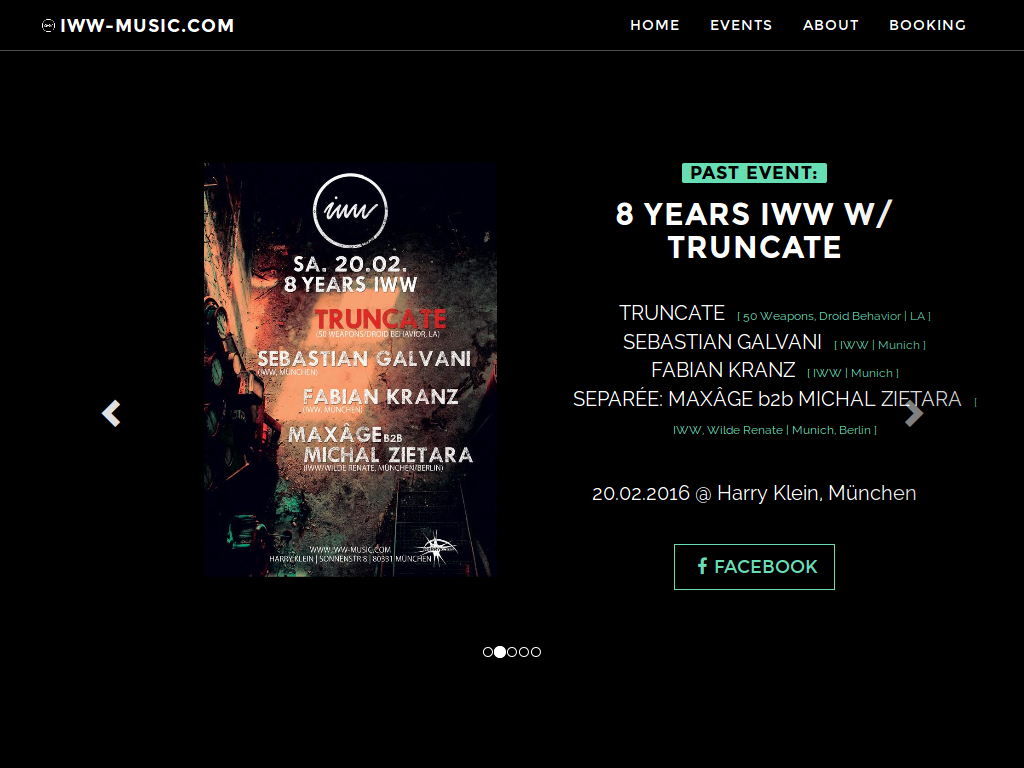 IWW-MUSIC.COM
HOME EVENTS ABOUT BOOKING
iww
SA. 20.02.
8 YEARS IWW
TRUNCATE
(50 WEAPONS/DROID BEHAVIOR, LA)
SEBASTIAN GALVANI
(IWW, MÜNCHEN)
FABIAN KRANZ
(IWW, MÜNCHEN)
MAXÂGE B2B
MICHAL ZIETARA
(IWW/WILDE RENATE, MÜNCHEN/BERLIN)
WWW.IWW-MUSIC.COM
HARRY KLEIN | SONNENSTR 8 | 80331 MÜNCHEN
PAST EVENT:
8 YEARS IWW W/
TRUNCATE
TRUNCATE [ 50 Weapons, Droid Behavior | LA ]
SEBASTIAN GALVANI [ IWW | Munich ]
FABIAN KRANZ [ IWW | Munich ]
SEPARÉE: MAXÂGE b2b MICHAL ZIETARA [
IWW, Wilde Renate | Munich, Berlin ]
20.02.2016 @ Harry Klein, München
FACEBOOK